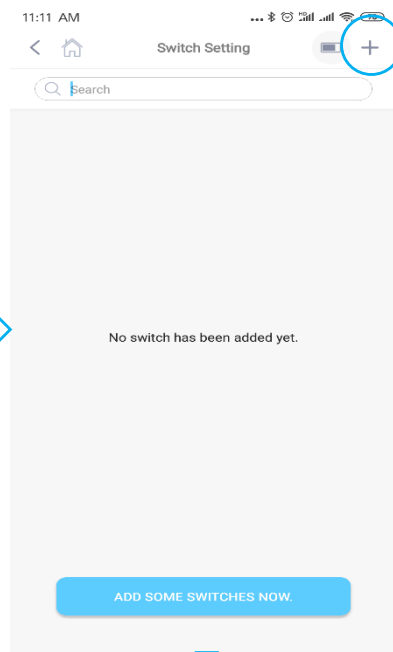 11:11 AM
Switch Setting
Search
No switch has been added yet.
ADD SOME SWITCHES NOW.